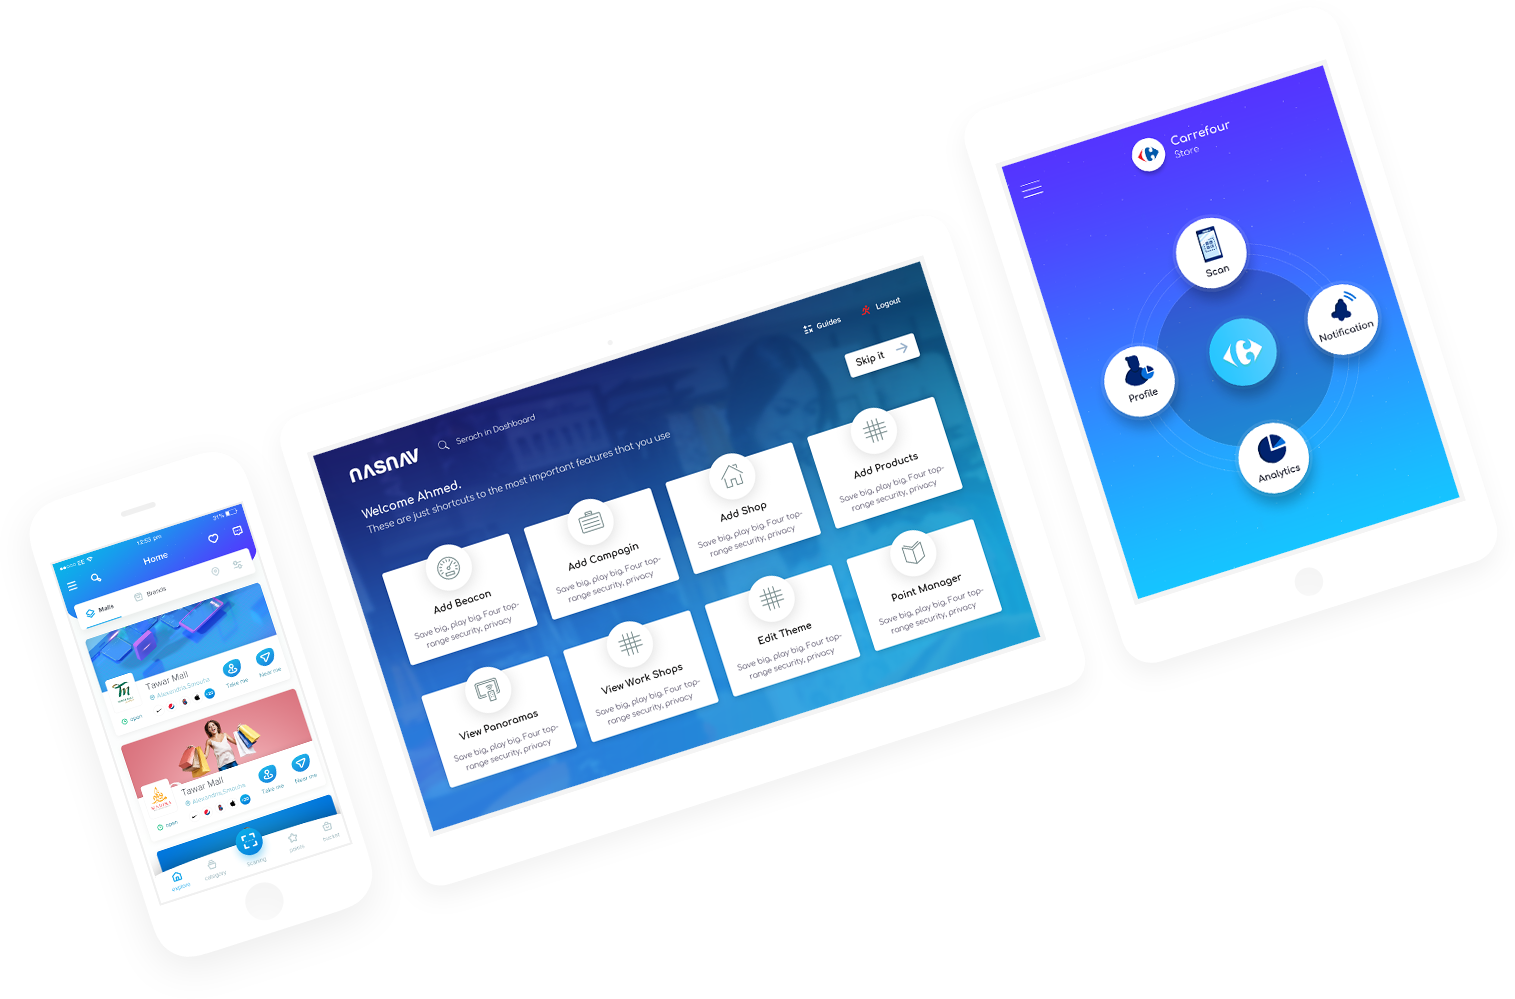 12:53 pm
31%
EE
Home
Malls
Brands
Tawar Mall
Alexandria, Smouha
open
Take me
Near me
Tawar Mall
Alexandria, Smouha
open
Take me
Near me
explore
category
points
NASNAV
Serach in Dashboard
Guides
Logout
Skip it
Welcome Ahmed.
These are just shortcuts to the most important features that you use
Add Beacon
Save big, play big. Four top-
range security, privacy
Add Campagin
Save big, play big. Four top-
range security, privacy
Add Shop
Save big, play big. Four top-
range security, privacy
Add Products
Save big, play big. Four top-
range security, privacy
View Panoramas
Save big, play big. Four top-
range security, privacy
View Work Shops
Save big, play big. Four top-
range security, privacy
Edit Theme
Save big, play big. Four top-
range security, privacy
Point Manager
Save big, play big. Four top-
range security, privacy
Carrefour
Store
Scan
Notification
Profile
Analytics